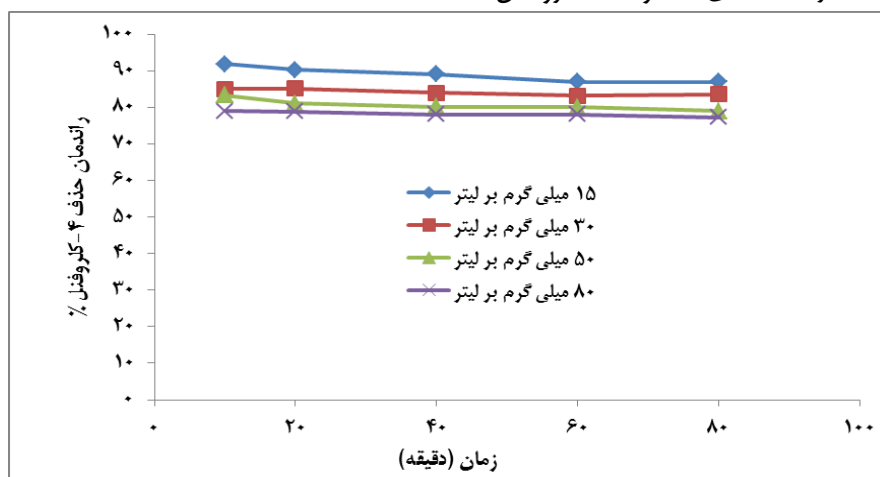 ۱۰۰
۹۰
۸۰
۷۰
۶۰
۵۰
۴۰
۳۰
۲۰
۱۰
۰
راندمان حذف ۴-کلروفنل %
۱۵ میلی گرم بر لیتر
۳۰ میلی گرم بر لیتر
۵۰ میلی گرم بر لیتر
۸۰ میلی گرم بر لیتر
۰ ۲۰ ۴۰ ۶۰ ۸۰ ۱۰۰
زمان (دقیقه)